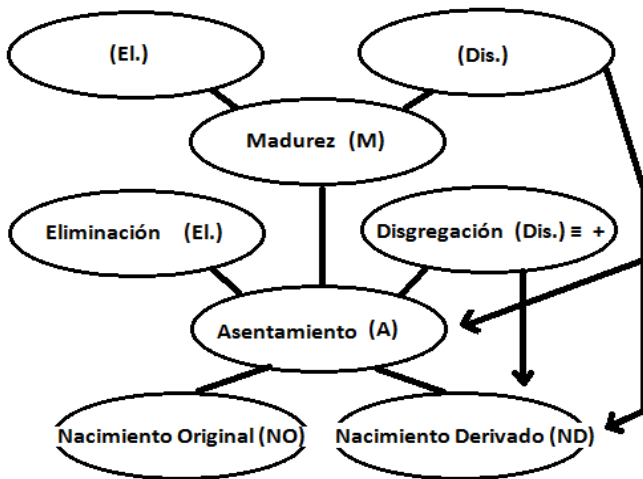 (El.)
(Dis.)
Madurez (M)
Eliminación (El.)
Disgregación (Dis.) ≡ +
Asentamiento (A)
Nacimiento Original (NO)
Nacimiento Derivado (ND)